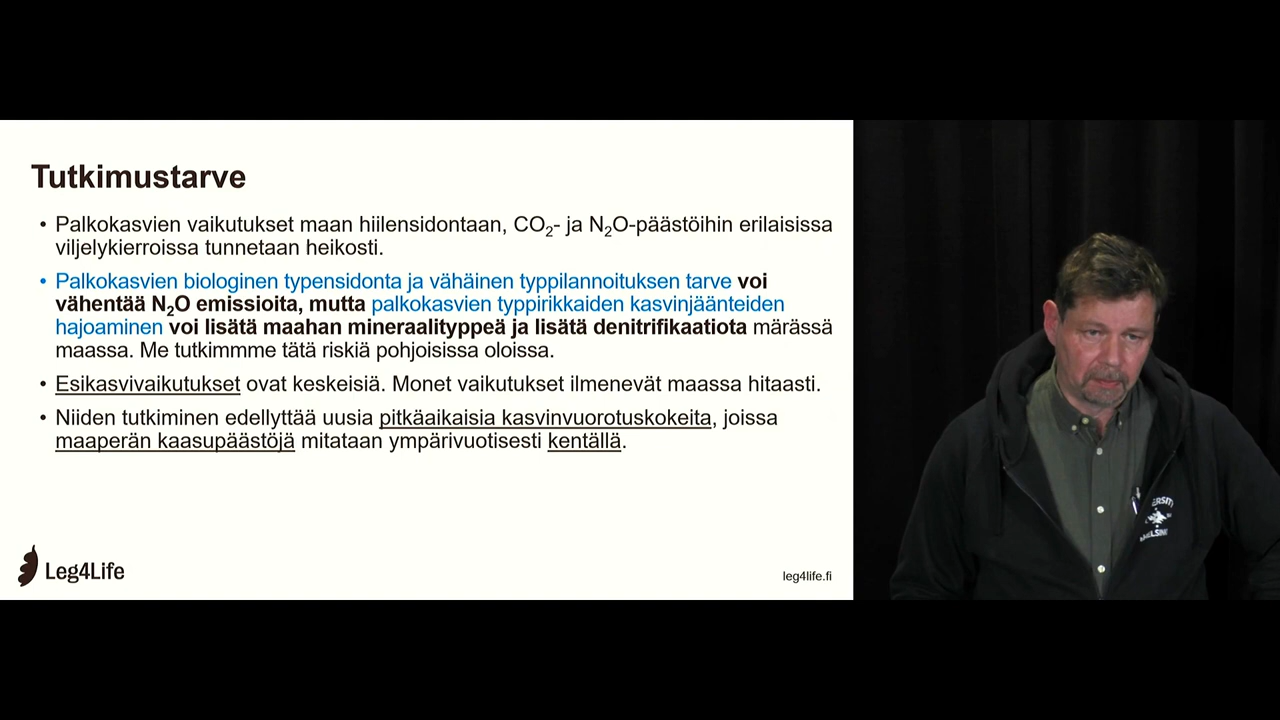 Tutkimustarve
• Palkokasvien vaikutukset maan hiilensidontaan, CO₂- ja N₂O-päästöihin erilaisissa
viljelykierroissa tunnetaan heikosti.
• Palkokasvien biologinen typensidonta ja vähäinen typpilannoituksen tarve voi
vähentää N₂O emissioita, mutta palkokasvien typpirikkaiden kasvinjäänteiden
hajoaminen voi lisätä maahan mineraalityppeä ja lisätä denitrifikaatiota märässä
maassa. Me tutkimmme tätä riskiä pohjoisissa oloissa.
• Esikasvivaikutukset ovat keskeisiä. Monet vaikutukset ilmenevät maassa hitaasti.
• Niiden tutkiminen edellyttää uusia pitkäaikaisia kasvinvuorotuskokeita, joissa
maaperän kaasupäästöjä mitataan ympärivuotisesti kentällä.
Leg4Life
leg4life.fi